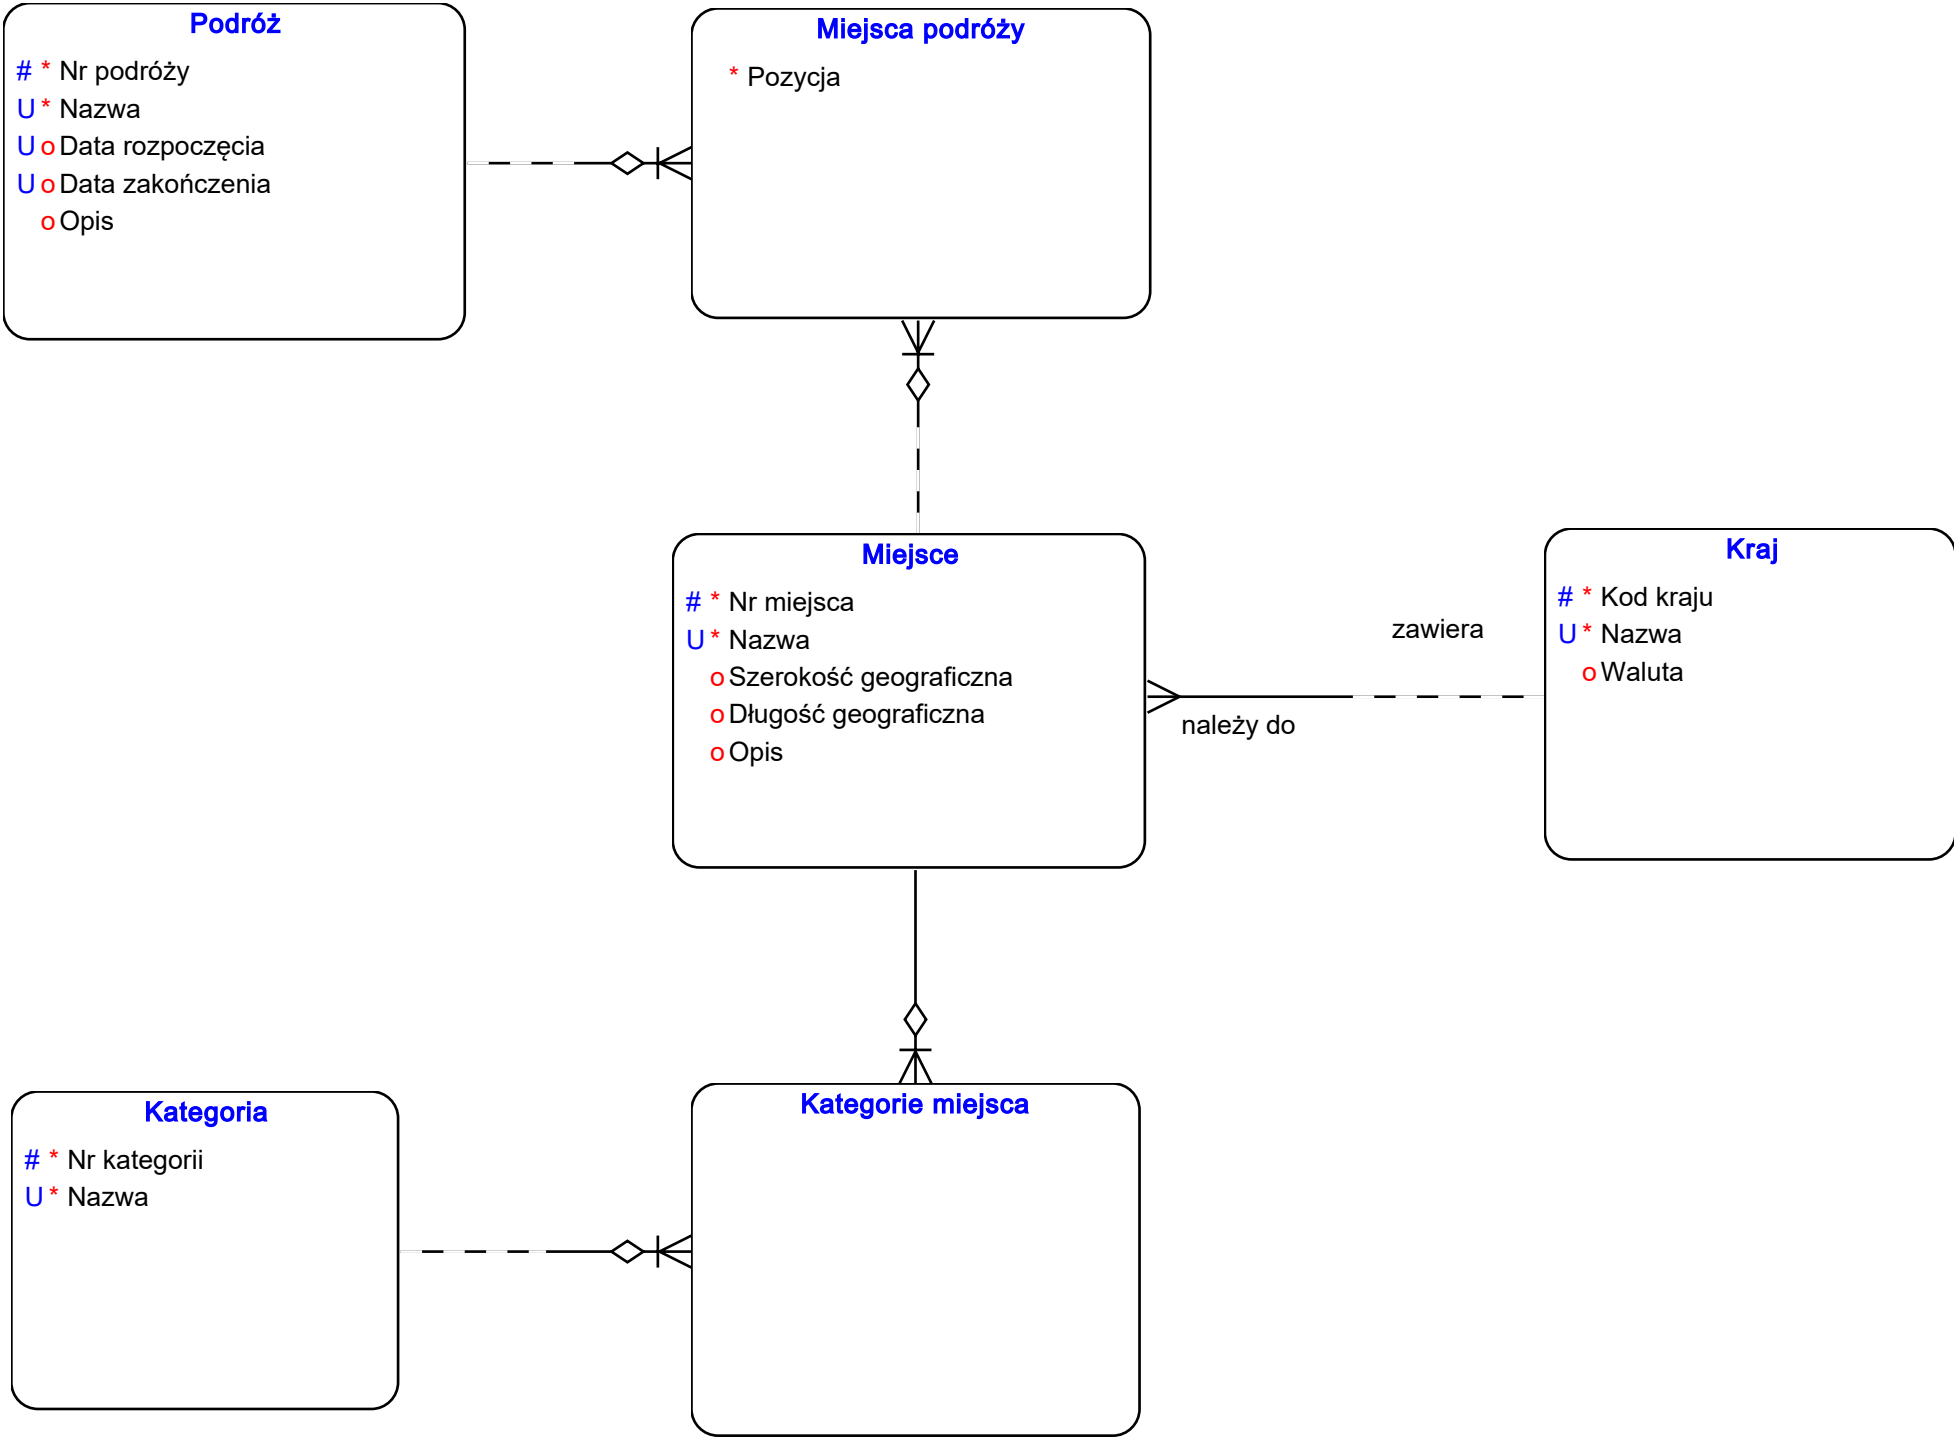 Podróż
# * Nr podróży
U * Nazwa
U o Data rozpoczęcia
U o Data zakończenia
o Opis
Miejsca podróży
* Pozycja
Miejsce
# * Nr miejsca
U * Nazwa
o Szerokość geograficzna
o Długość geograficzna
o Opis
zawiera
należy do
Kraj
# * Kod kraju
U * Nazwa
o Waluta
Kategoria
# * Nr kategorii
U * Nazwa
Kategorie miejsca